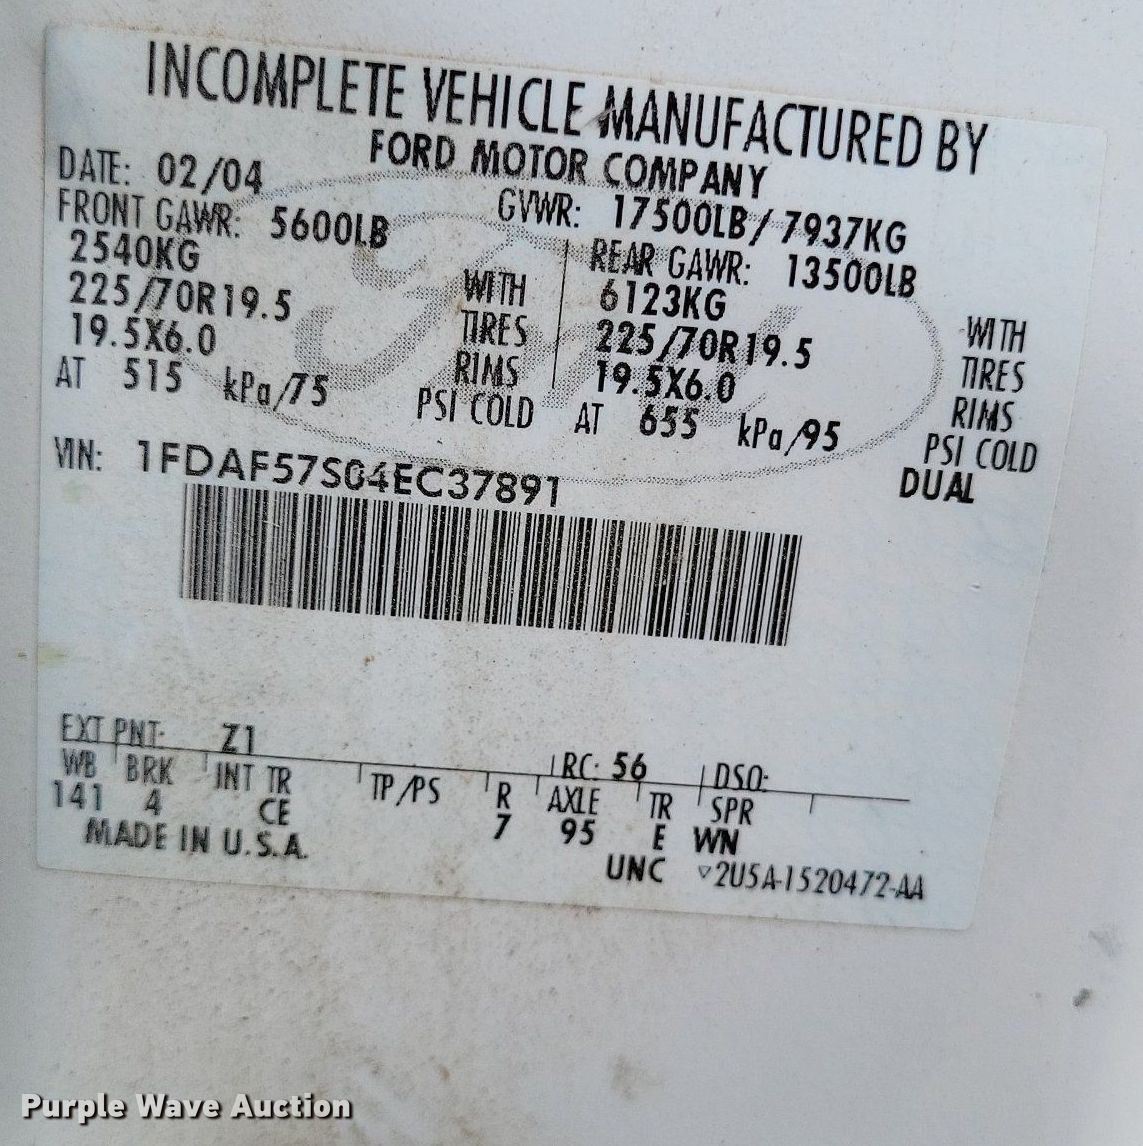 INCOMPLETE VEHICLE MANUFACTURED BY
FORD MOTOR COMPANY
DATE: 02/04
GVWR: 17500LB / 7937KG
FRONT GAWR: 5600LB
2540KG WITH
225/70R19.5 TIRES
19.5X6.0 RIMS
AT 515 kPa/75 PSI COLD
REAR GAWR: 13500LB
6123KG WITH
225/70R19.5 TIRES
19.5X6.0 RIMS
AT 655 kPa/95 PSI COLD
DUAL
VIN: 1FDAF57S04EC37891
Ford
EXT PNT: Z1 RC: 56 DSO:
WB BRK INT TR TP/PS R AXLE TR SPR
141 4 CE 7 95 E WN
MADE IN U.S.A.
UNC ▽2U5A-1520472-AA
Purple Wave Auction